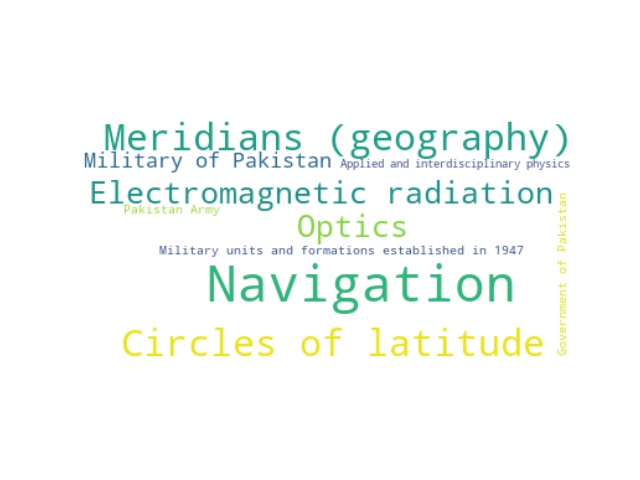 Meridians (geography)
Military of Pakistan
Applied and interdisciplinary physics
Electromagnetic radiation
Pakistan Army
Optics
Military units and formations established in 1947
Navigation
Circles of latitude
Government of Pakistan